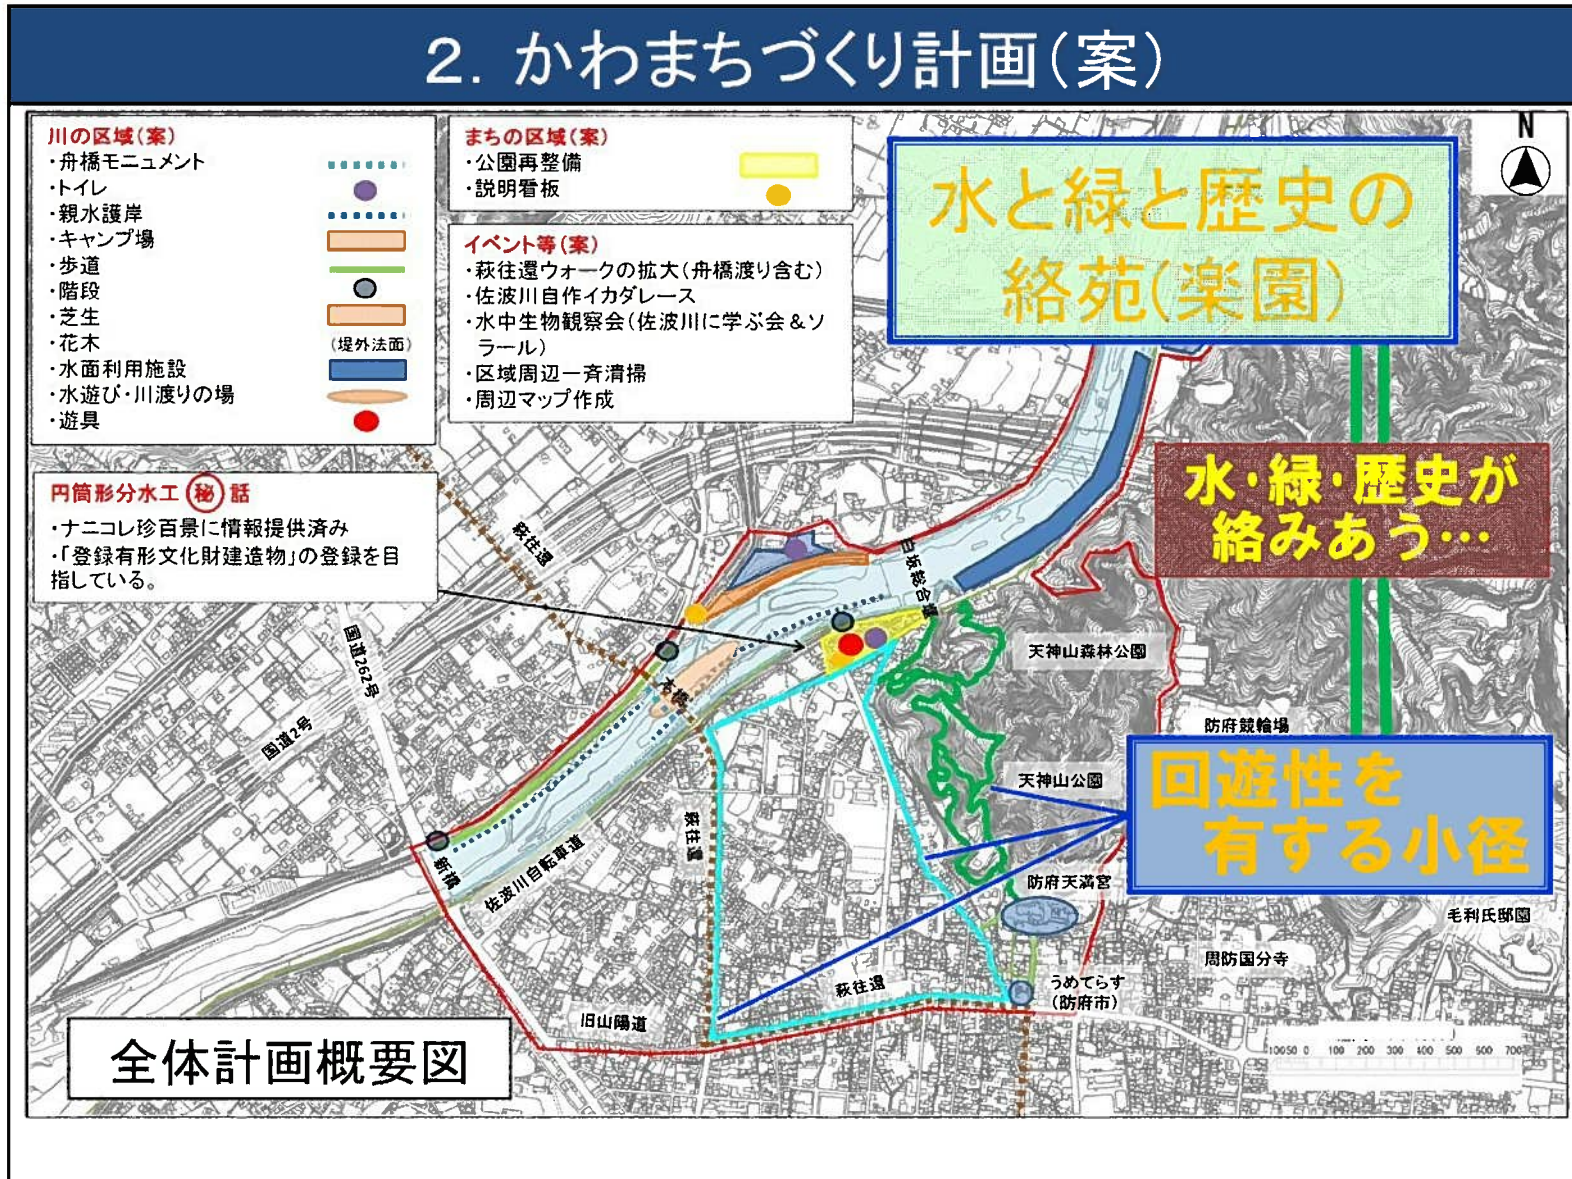 2. かわまちづくり計画(案)
川の区域(案)
・舟橋モニュメント
・トイレ
・親水護岸
・キャンプ場
・歩道
・階段
・芝生
・花木
(堤外法面)
・水面利用施設
・水遊び・川渡りの場
・遊具
まちの区域(案)
・公園再整備
・説明看板
イベント等(案)
・萩往還ウォークの拡大(舟橋渡り含む)
・佐波川自作イカダレース
・水中生物観察会(佐波川に学ぶ会&ソ
ラール)
・区域周辺一斉清掃
・周辺マップ作成
水と緑と歴史の
絡苑(楽園)
N
水・緑・歴史が
絡みあう…
円筒形分水工㊙話
・ナニコレ珍百景に情報提供済み
・「登録有形文化財建造物」の登録を目
指している。
萩往還
国道262号
国道2号
新橋
本橋
佐波川自転車道
萩往還
旧山陽道
萩往還
天神山森林公園
防府競輪場
天神山公園
回遊性を
有する小径
防府天満宮
毛利氏邸園
周防国分寺
うめてらす
(防府市)
全体計画概要図
10050 0 100 200 300 400 500 600 700